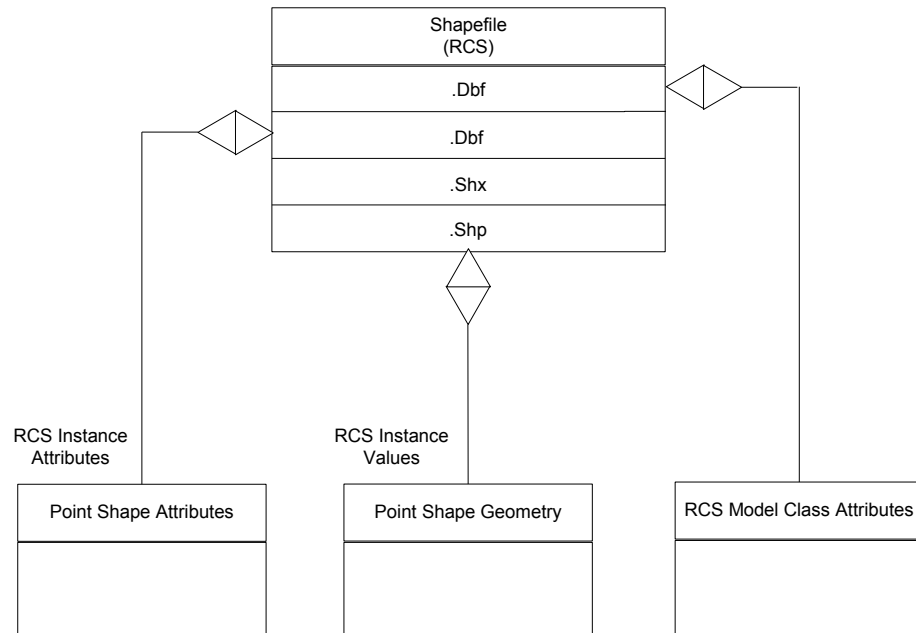 Shapefile
(RCS)
.Dbf
.Dbf
.Shx
.Shp
RCS Instance
Attributes
RCS Instance
Values
Point Shape Attributes
Point Shape Geometry
RCS Model Class Attributes